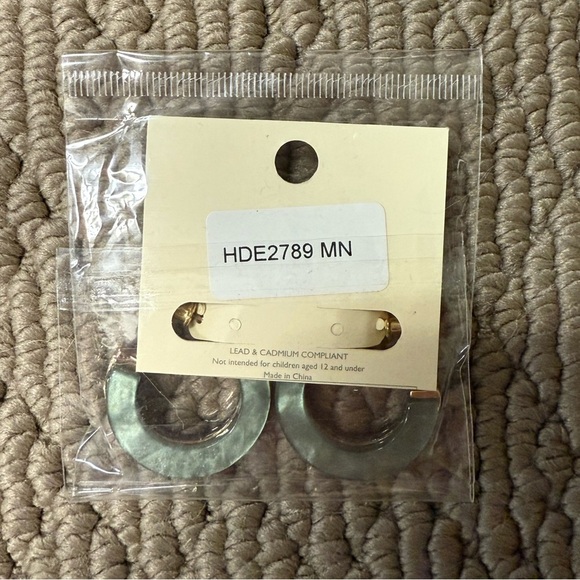 HDE2789 MN
LEAD & CADMIUM COMPLIANT
Not intended for children aged 12 and under
Made in China